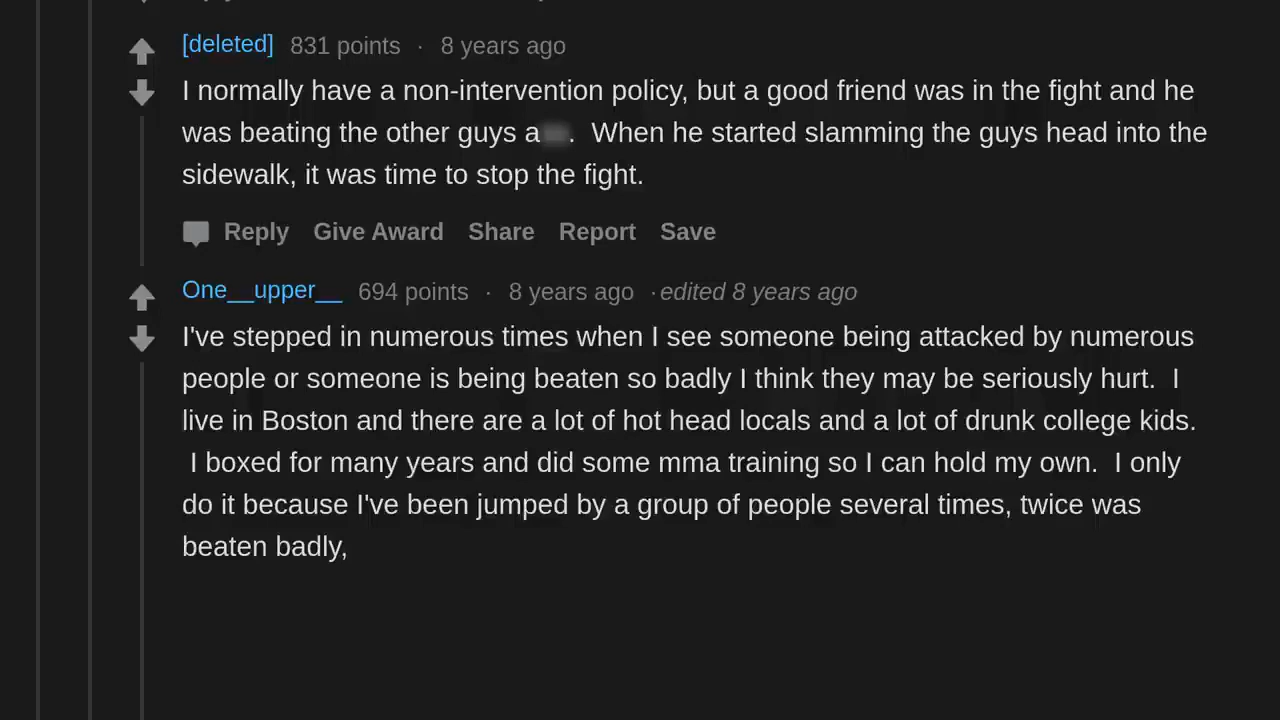 [deleted] 831 points · 8 years ago
I normally have a non-intervention policy, but a good friend was in the fight and he
was beating the other guys a. When he started slamming the guys head into the
sidewalk, it was time to stop the fight.
Reply Give Award Share Report Save
One__upper__ 694 points · 8 years ago · edited 8 years ago
I've stepped in numerous times when I see someone being attacked by numerous
people or someone is being beaten so badly I think they may be seriously hurt. I
live in Boston and there are a lot of hot head locals and a lot of drunk college kids.
I boxed for many years and did some mma training so I can hold my own. I only
do it because I've been jumped by a group of people several times, twice was
beaten badly,